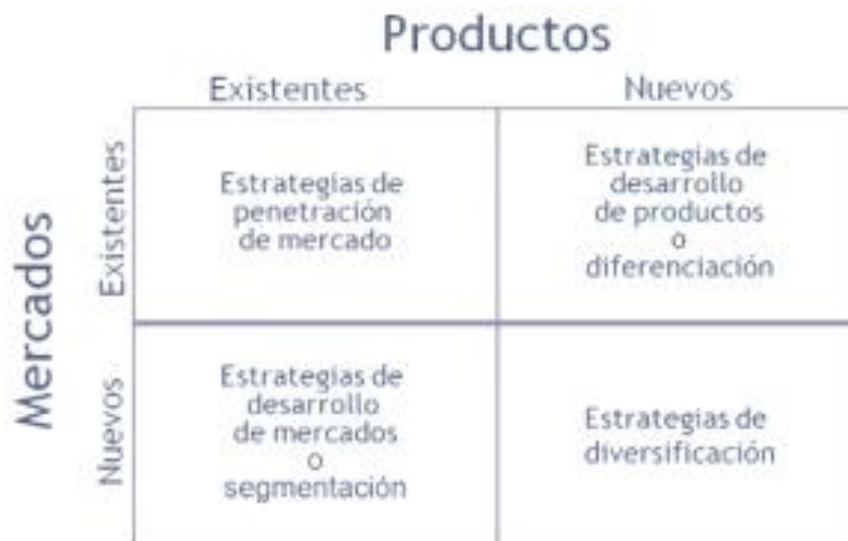 Productos
Existentes
Nuevos
Mercados
Existentes
Estrategias de
penetración
de mercado
Estrategias de
desarrollo
de productos
o
diferenciación
Nuevos
Estrategias de
desarrollo
de mercados
o
segmentación
Estrategias de
diversificación